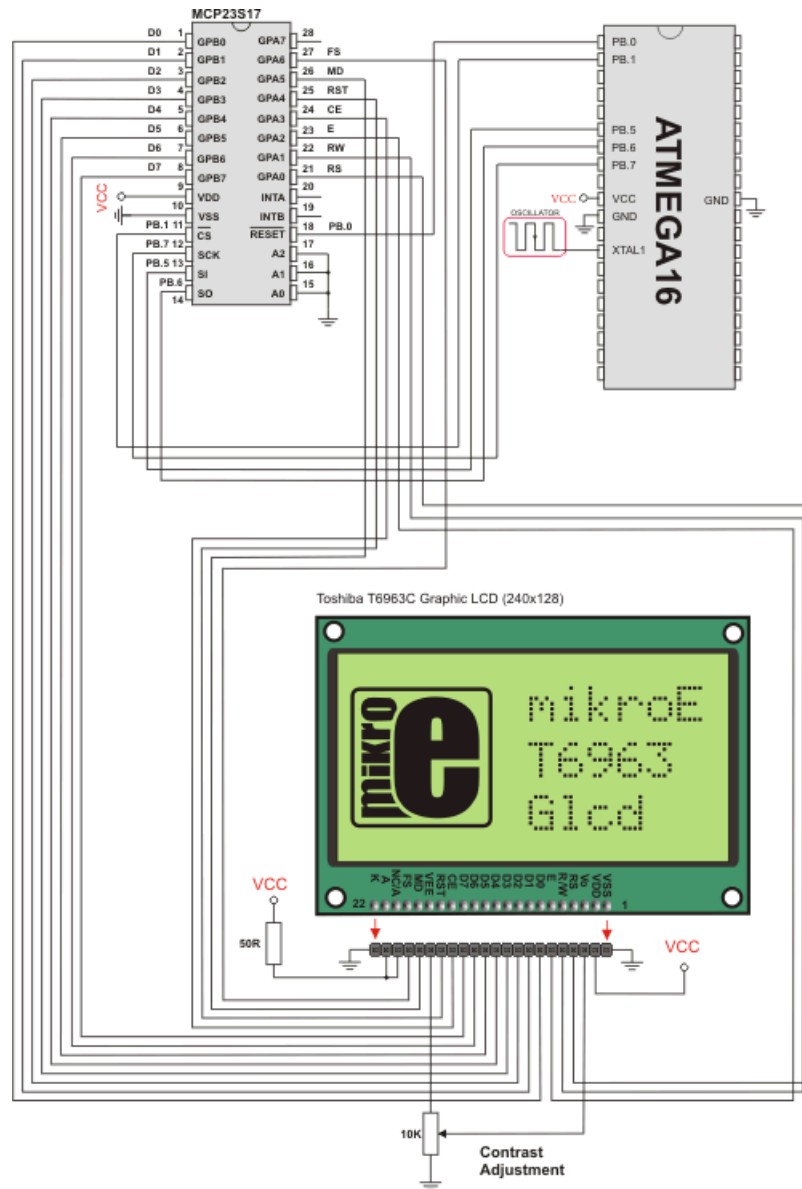 MCP23S17
D0 1 GPB0 GPA7 28
D1 2 GPB1 GPA6 27 FS
D2 3 GPB2 GPA5 26 MD
D3 4 GPB3 GPA4 25 RST
D4 5 GPB4 GPA3 24 CE
D5 6 GPB5 GPA2 23 E
D6 7 GPB6 GPA1 22 RW
D7 8 GPB7 GPA0 21 RS
VCC 9 VDD INTA 20
10 VSS INTB 19
PB.1 11 CS RESET 18 PB.0
PB.7 12 SCK A2 17
PB.5 13 SI A1 16
PB.6 14 SO A0 15
PB.0
PB.1
PB.5
PB.6
PB.7
VCC VCC GND
GND
OSCILLATOR
XTAL1
ATMEGA16
Toshiba T6963C Graphic LCD (240x128)
mikro e
mikroE
T6963
Glcd
K A NC/A FS MD VEE RST CE D7 D6 D5 D4 D3 D2 D1 D0 E R/W RS Vo VDD VSS
22 1
VCC
50R
VCC
10K
Contrast
Adjustment